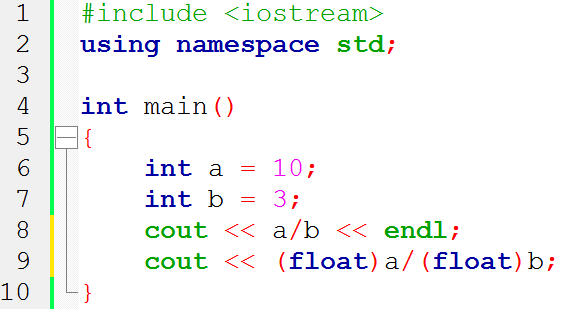 1 #include <iostream>
2 using namespace std;
3
4 int main()
5 {
6 int a = 10;
7 int b = 3;
8 cout << a/b << endl;
9 cout << (float)a/(float)b;
10 }